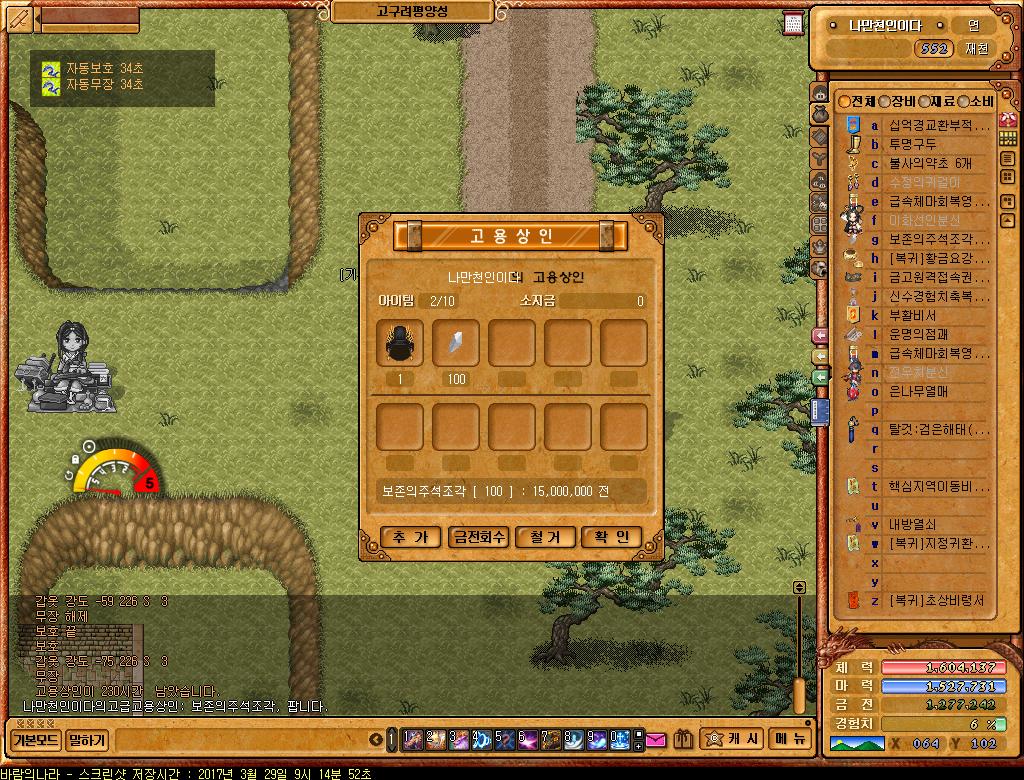 고구려평양성
자동보호 34초
자동무장 34초
나만천인이다
면
552
재천
전체 장비 재료 소비
a 십억경교환부적...
b 투명구두
c 불사의약초 6개
d 수정의귀걸이
e 급속체마회복영...
f 미화선인분신
g 보존의주석조각...
h [복귀]황금요강...
i 금고원격접속권...
j 신수경험치축복...
k 부활비서
l 운명의점괘
m 급속체마회복영...
n 전우치분신
o 은나무열매
p
q 탈것:검은해태(...
r
s
t 핵심지역이동비...
u
v 내방열쇠
w [복귀]지정귀환...
x
y
z [복귀]초상비령서
고용상인
나만천인이다의 고용상인
아이템 2/10 소지금 0
1 100
보존의주석조각 [ 100 ] : 15,000,000 전
추 가 금전회수 철 거 확 인
5
갑옷 강도 -59 226 S 3
무장 해제
보호 끝
보호
갑옷 강도 -75 226 S 3
무장
고용상인이 230시간 남았습니다.
나만천인이다의고급고용상인: 보존의주석조각, 팝니다.
체 력 1,604,137
마 력 1,527,731
금 전 1,277,242
경험치 6 %
X 064 Y 102
기본모드 말하기
1 2 3 4 5 6 7 8 9 0
캐 시 메 뉴
바람의나라 - 스크린샷 저장시간 : 2017년 3월 29일 9시 14분 52초